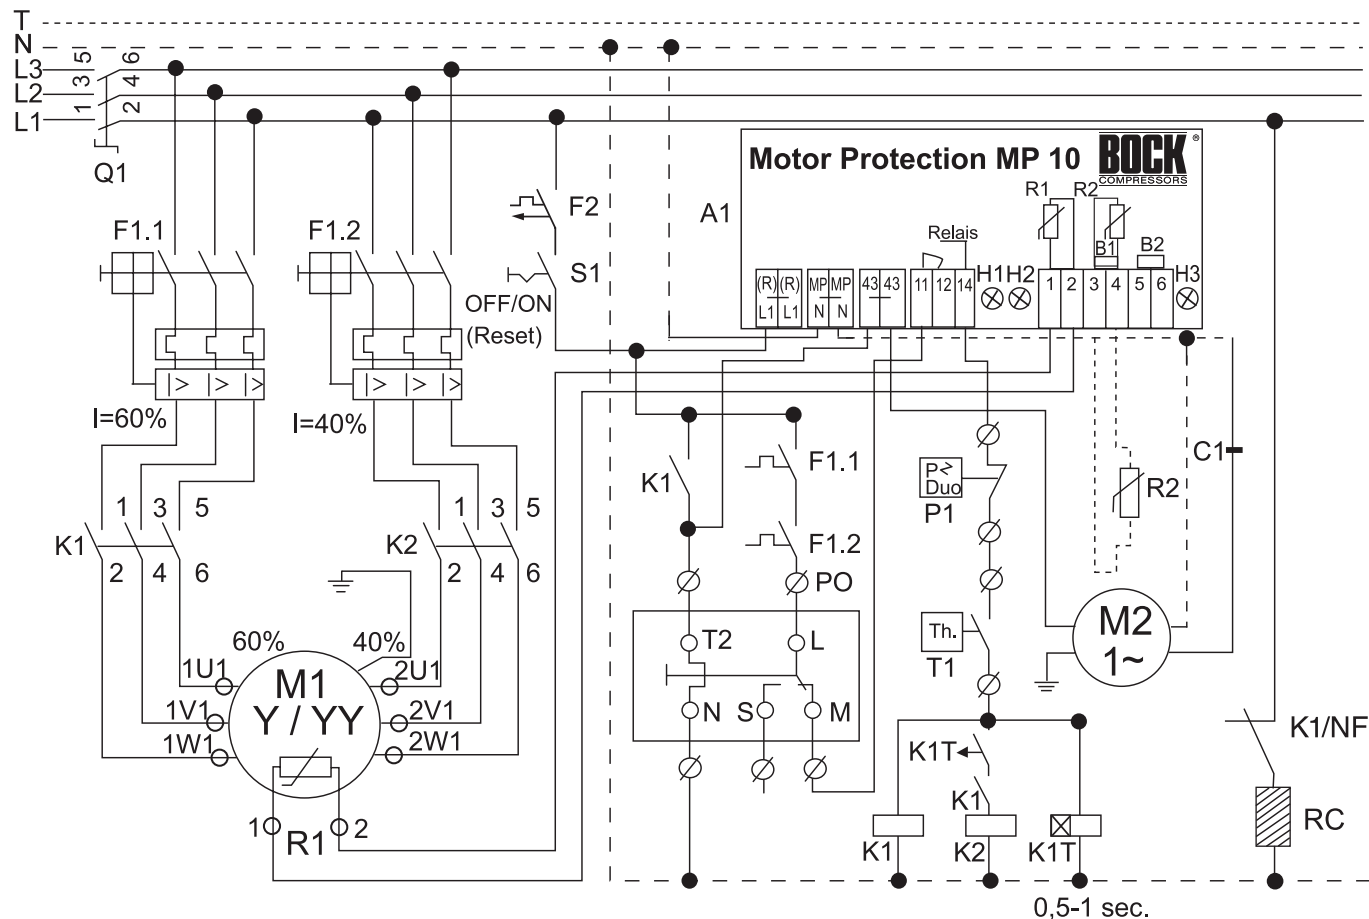 T
N
L3 5 6
L2 3 4
L1 1 2
Q1
Motor Protection MP 10 BOCK ®
COMPRESSORS
R1 R2
A1
F2
F1.1
F1.2
Relais
B1 B2
S1
H1 H2 H3
OFF/ON
(Reset)
(R) (R) MP MP 43 43 11 12 14 1 2 3 4 5 6
L1 L1 N N
|> |> |>
|> |> |>
I=60%
I=40%
C1
K1
F1.1
P
Duo
P1
R2
1 3 5
1 3 5
K1
K2
F1.2
2 4 6
2 4 6
PO
60% 40%
T2 L
Th.
T1
M2
1~
1U1 2U1
M1
Y / YY
1V1 2V1
N S M
1W1 2W1
K1T
K1/NF
K1
RC
1 R1 2
K1 K2 K1T
0,5-1 sec.